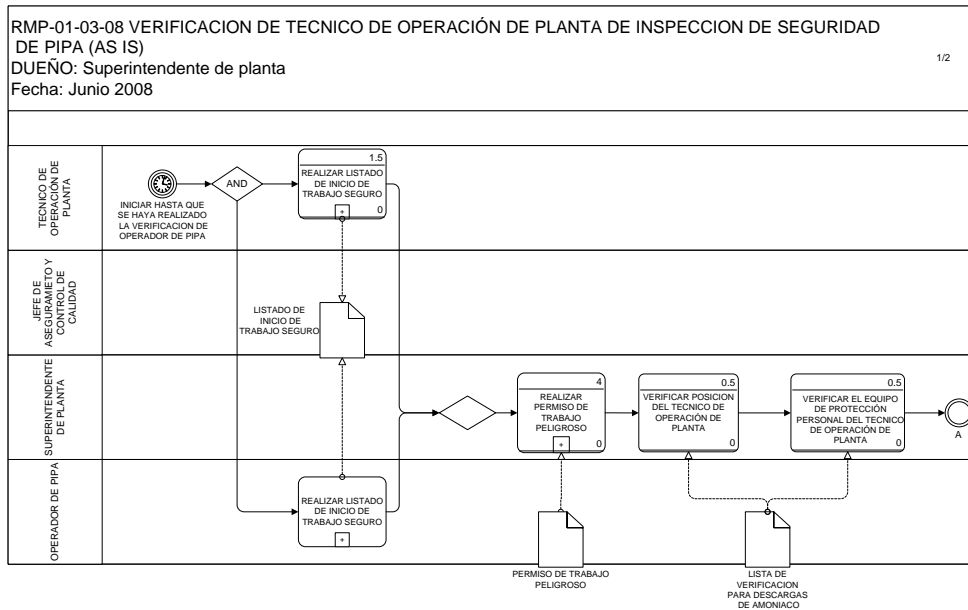 RMP-01-03-08 VERIFICACION DE TECNICO DE OPERACIÓN DE PLANTA DE INSPECCION DE SEGURIDAD
DE PIPA (AS IS)
DUEÑO: Superintendente de planta
Fecha: Junio 2008
1/2
TECNICO DE
OPERACIÓN DE
PLANTA
INICIAR HASTA QUE
SE HAYA REALIZADO
LA VERIFICACION DE
OPERADOR DE PIPA
AND
1.5
REALIZAR LISTADO
DE INICIO DE
TRABAJO SEGURO
+
0
JEFE DE
ASEGURAMIETO Y
CONTROL DE
CALIDAD
LISTADO DE
INICIO DE
TRABAJO SEGURO
SUPERINTENDENTE
DE PLANTA
4
REALIZAR
PERMISO DE
TRABAJO
PELIGROSO
+
0
0.5
VERIFICAR POSICION
DEL TECNICO DE
OPERACIÓN DE
PLANTA
0
0.5
VERIFICAR EL EQUIPO
DE PROTECCIÓN
PERSONAL DEL TECNICO
DE OPERACIÓN DE
PLANTA
0
A
OPERADOR DE PIPA
REALIZAR LISTADO
DE INICIO DE
TRABAJO SEGURO
+
PERMISO DE TRABAJO
PELIGROSO
LISTA DE
VERIFICACION
PARA DESCARGAS
DE AMONIACO